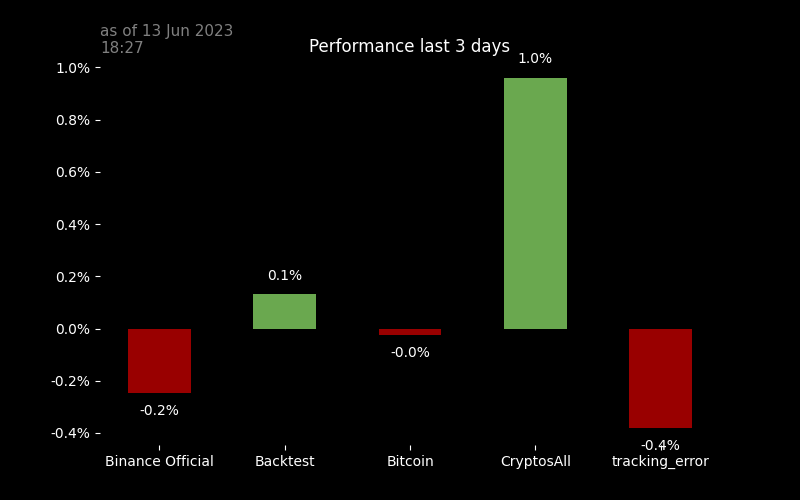 as of 13 Jun 2023
18:27
Performance last 3 days
1.0%
1.0%
0.8%
0.6%
0.4%
0.2%
0.1%
0.0%
-0.0%
-0.2%
-0.2%
-0.4%
-0.4%
Binance Official
Backtest
Bitcoin
CryptosAll
tracking_error